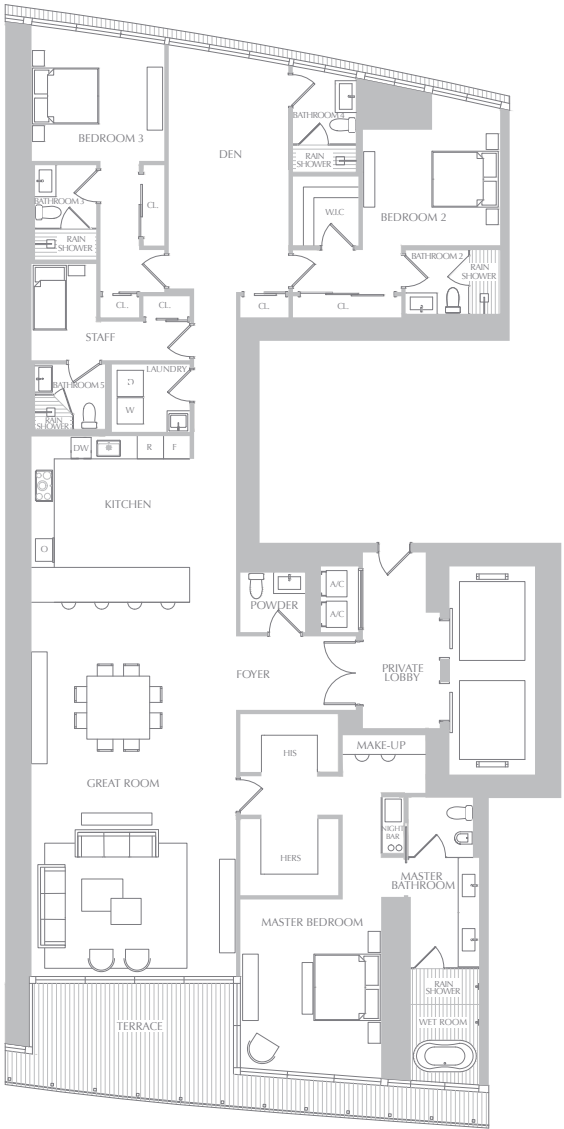 BEDROOM 3
DEN
BATHROOM 4
RAIN
SHOWER
W.I.C
BEDROOM 2
BATHROOM 3
CL.
RAIN
SHOWER
BATHROOM 2
RAIN
SHOWER
CL.
CL.
CL.
CL.
STAFF
LAUNDRY
D
BATHROOM 5
W
RAIN
SHOWER
DW
R
F
KITCHEN
O
A/C
POWDER
A/C
FOYER
PRIVATE
LOBBY
MAKE-UP
HIS
GREAT ROOM
NIGHT
BAR
HERS
MASTER
BATHROOM
MASTER BEDROOM
RAIN
SHOWER
TERRACE
WET ROOM